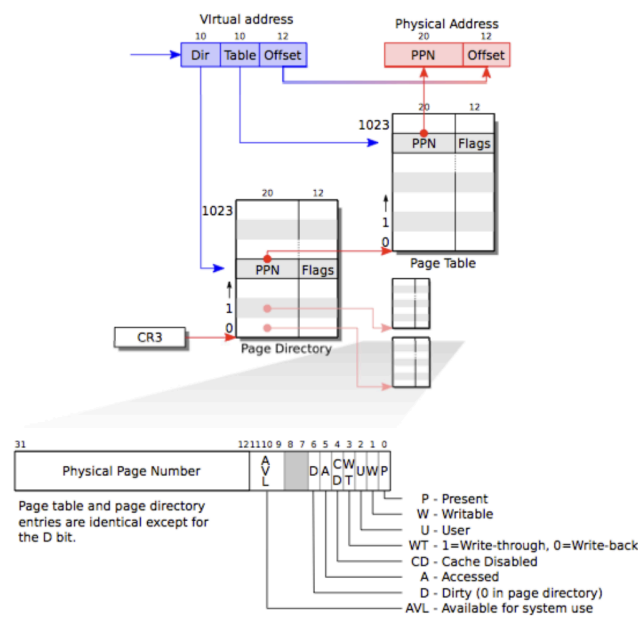 VIrtual address
Physical Address
10 10 12
20 12
Dir Table Offset
PPN Offset
20 12
1023
PPN Flags
1
0
Page Table
20 12
1023
PPN Flags
1
0
CR3
Page Directory
31 12 11 10 9 8 7 6 5 4 3 2 1 0
Physical Page Number
AVL
D
A
CD
WT
U
W
P
Page table and page directory
entries are identical except for
the D bit.
P - Present
W - Writable
U - User
WT - 1=Write-through, 0=Write-back
CD - Cache Disabled
A - Accessed
D - Dirty (0 in page directory)
AVL - Available for system use